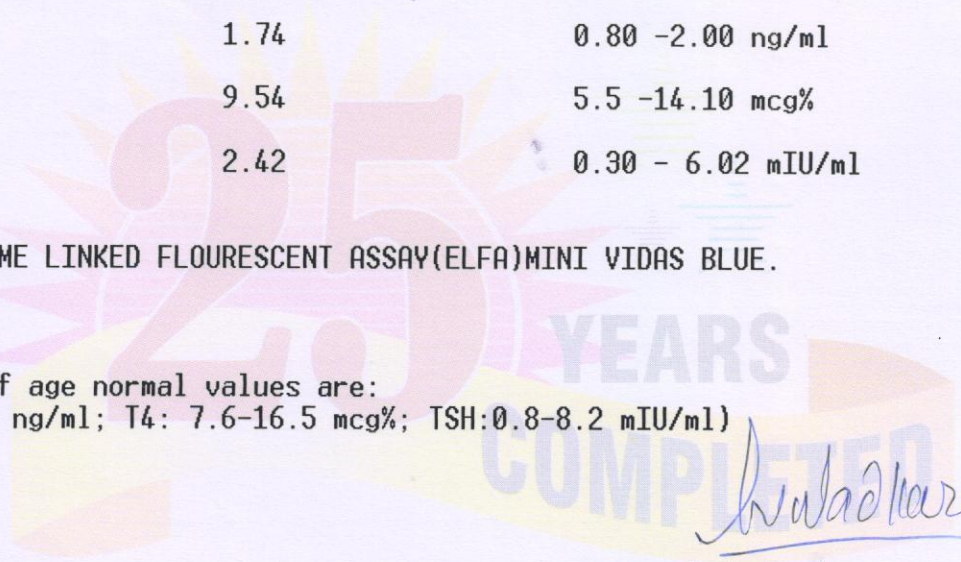 1.74 0.80 -2.00 ng/ml
9.54 5.5 -14.10 mcg%
2.42 0.30 - 6.02 mIU/ml
ME LINKED FLOURESCENT ASSAY(ELFA)MINI VIDAS BLUE.
25
YEARS
f age normal values are:
ng/ml; T4: 7.6-16.5 mcg%; TSH:0.8-8.2 mIU/ml)
COMPLETED